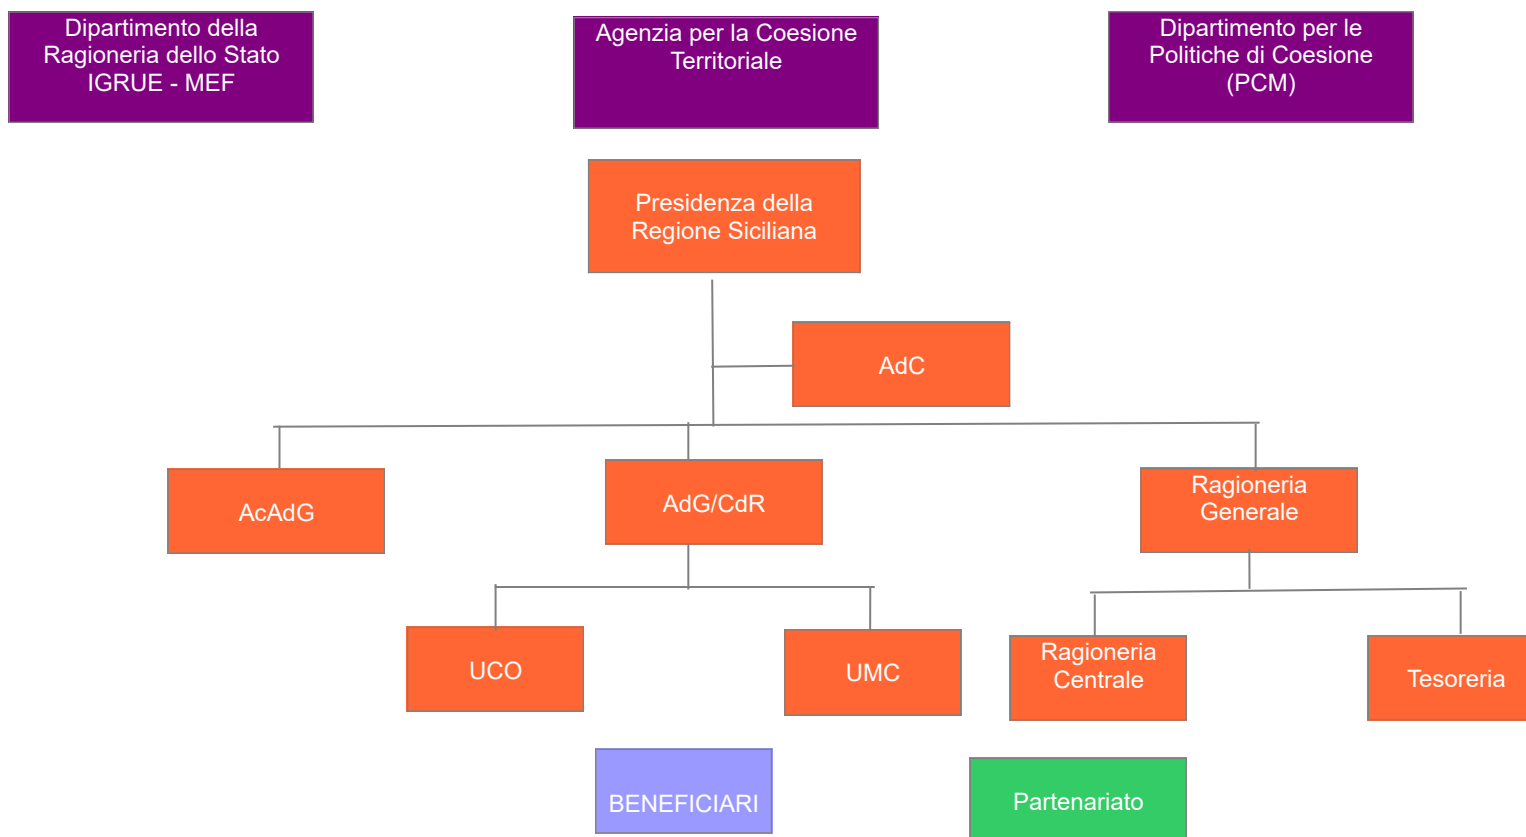 Dipartimento della
Ragioneria dello Stato
IGRUE - MEF
Agenzia per la Coesione
Territoriale
Dipartimento per le
Politiche di Coesione
(PCM)
Presidenza della
Regione Siciliana
AdC
AcAdG
AdG/CdR
Ragioneria
Generale
UCO
UMC
Ragioneria
Centrale
Tesoreria
BENEFICIARI
Partenariato